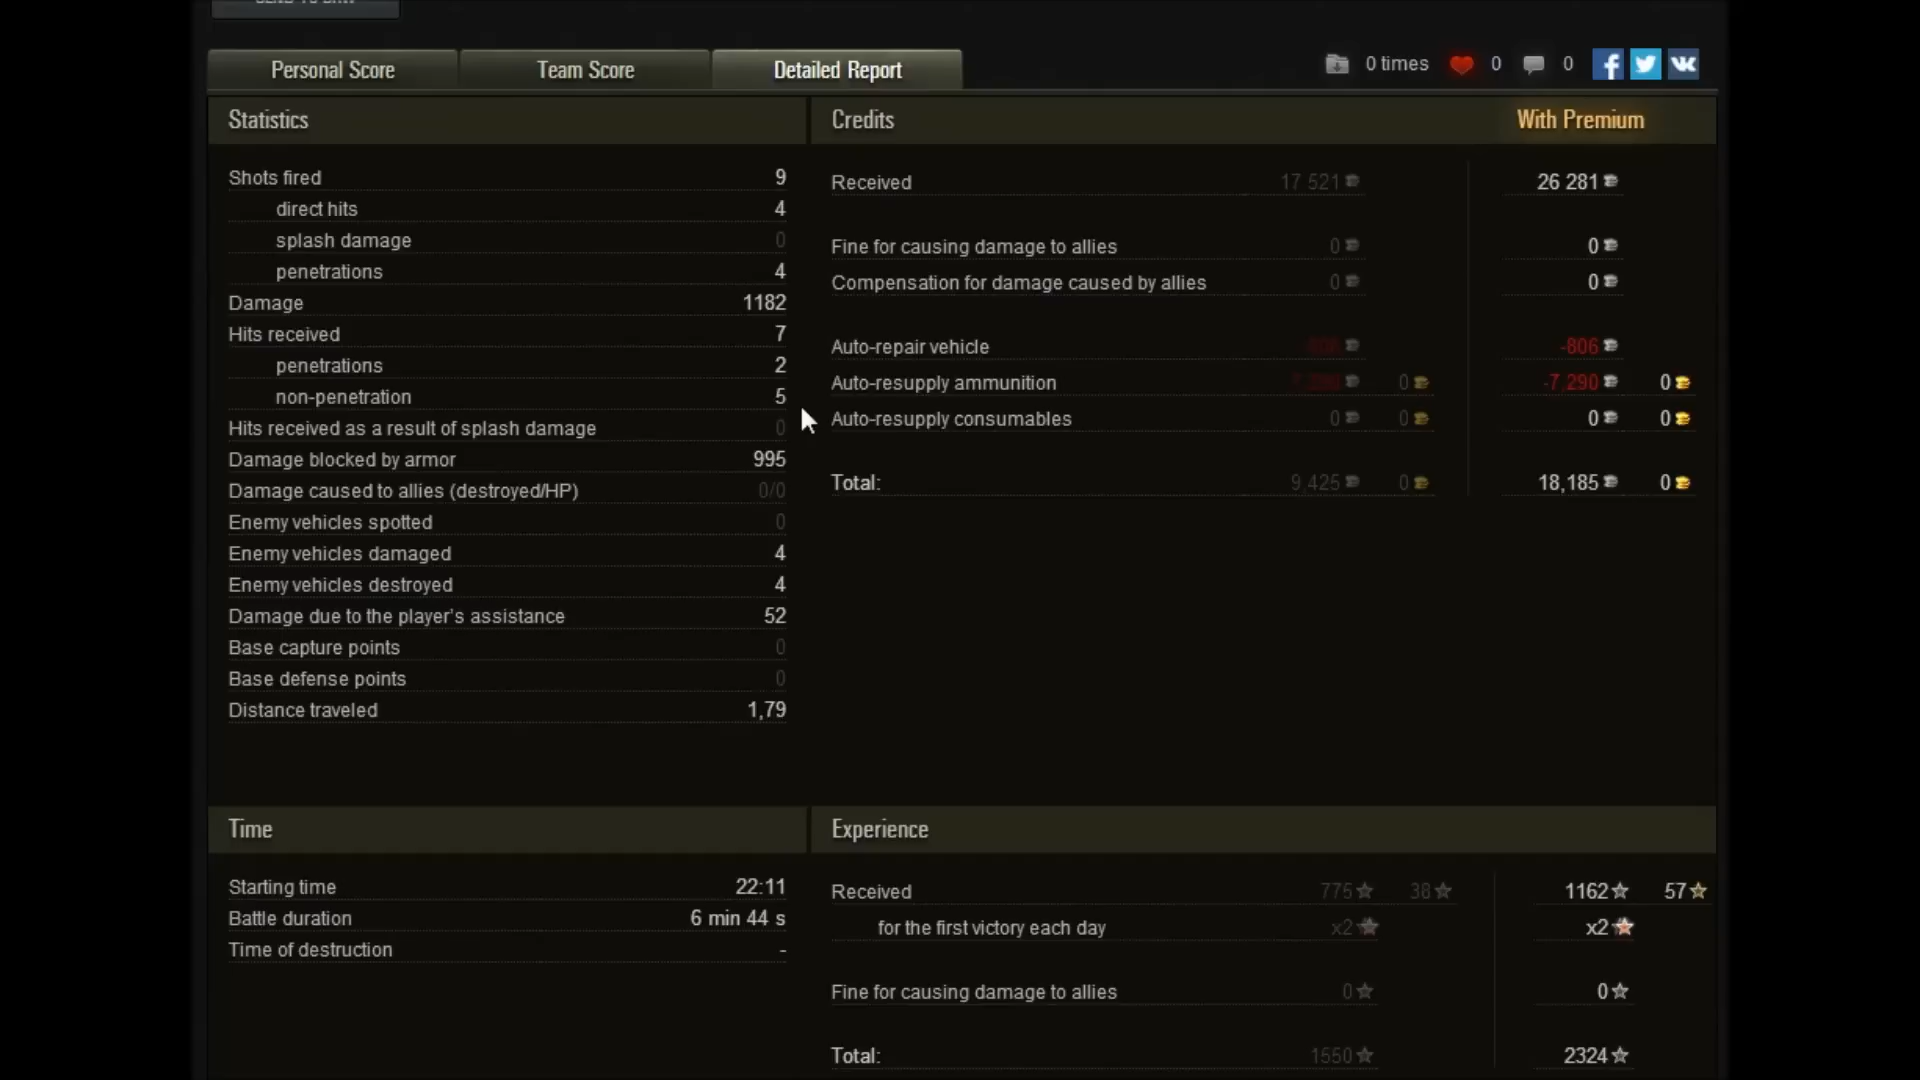 Personal Score
Team Score
Detailed Report
0 times
0
0
Statistics
Shots fired 9
direct hits 4
splash damage 0
penetrations 4
Damage 1182
Hits received 7
penetrations 2
non-penetration 5
Hits received as a result of splash damage 0
Damage blocked by armor 995
Damage caused to allies (destroyed/HP) 0/0
Enemy vehicles spotted 0
Enemy vehicles damaged 4
Enemy vehicles destroyed 4
Damage due to the player's assistance 52
Base capture points 0
Base defense points 0
Distance traveled 1,79
Credits With Premium
Received 17 521 26 281
Fine for causing damage to allies 0 0
Compensation for damage caused by allies 0 0
Auto-repair vehicle -806
Auto-resupply ammunition 0 -7,290 0
Auto-resupply consumables 0 0 0 0
Total: 9,425 0 18,185 0
Time
Starting time 22:11
Battle duration 6 min 44 s
Time of destruction -
Experience
Received 775 38 1162 57
for the first victory each day x2 x2
Fine for causing damage to allies 0 0
Total: 1550 2324